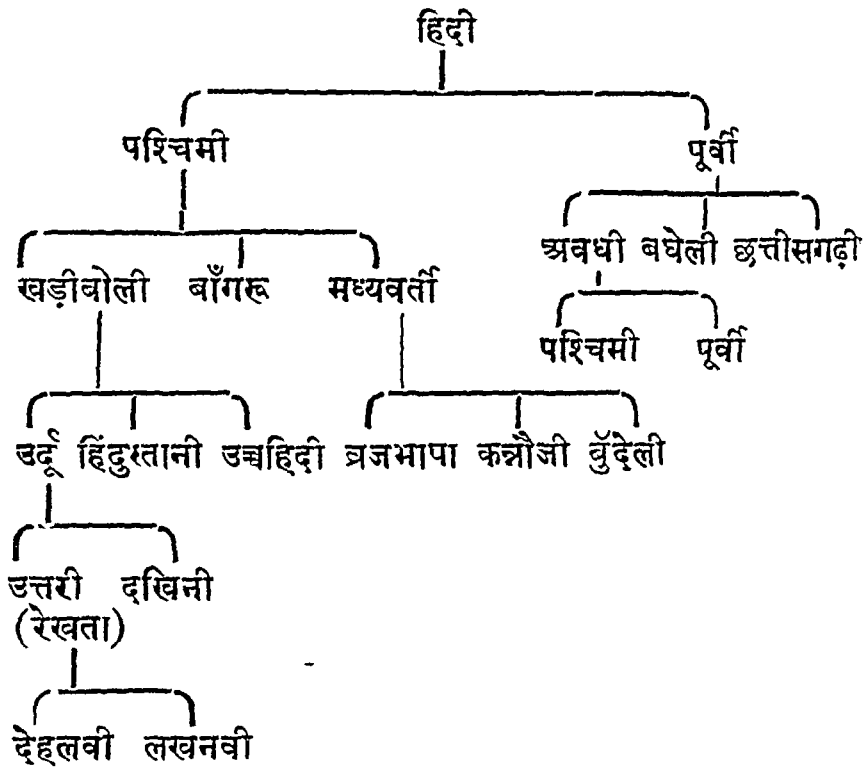 हिदी
पश्चिमी पूर्वी
अवधी बघेली छत्तीसगढ़ी
खड़ीबोली बाँगरू मध्यवर्ती
पश्चिमी पूर्वी
उर्दू हिंदुस्तानी उच्चहिदी व्रजभापा कन्नौजी बुँदेली
उत्तरी दखिनी
(रेखता)
देहलवी लखनवी